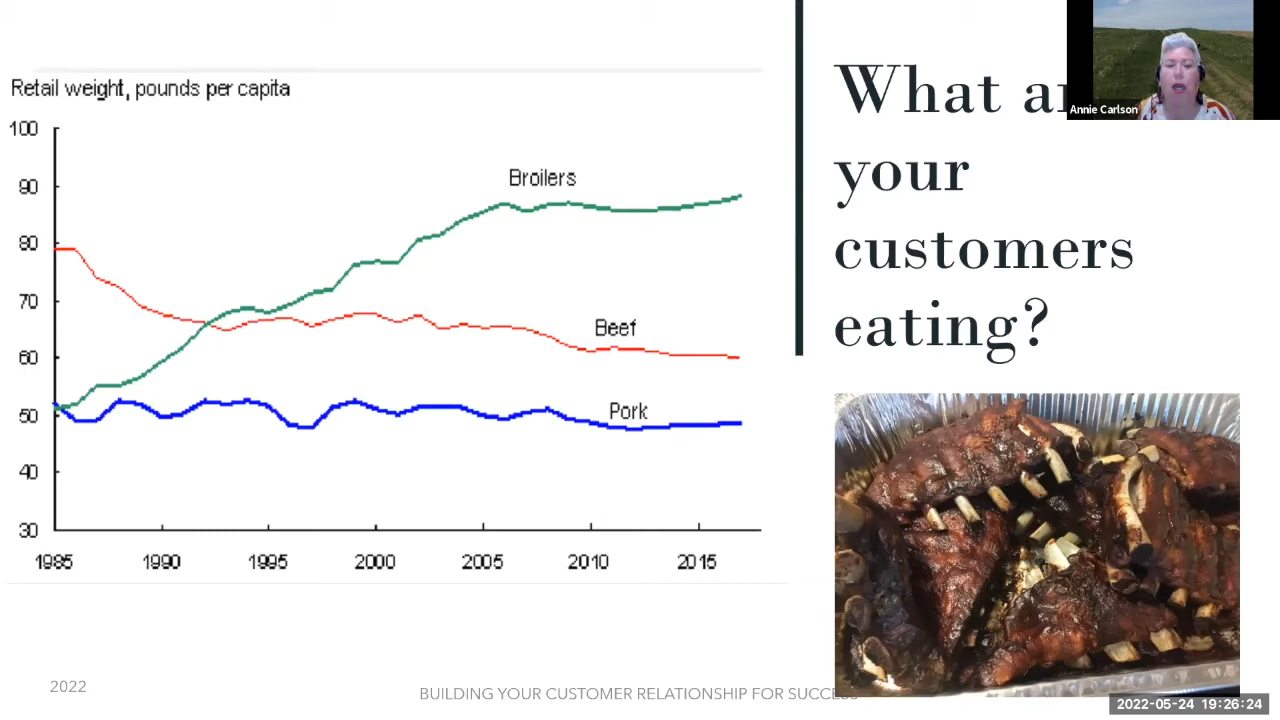 Retail weight, pounds per capita
100
90
80
70
60
50
40
30
1985 1990 1995 2000 2005 2010 2015
Broilers
Beef
Pork
What
your
customers
eating?
Annie Carlson
2022
BUILDING YOUR CUSTOMER RELATIONSHIP FOR SUCCESS
2022-05-24 19:26:24